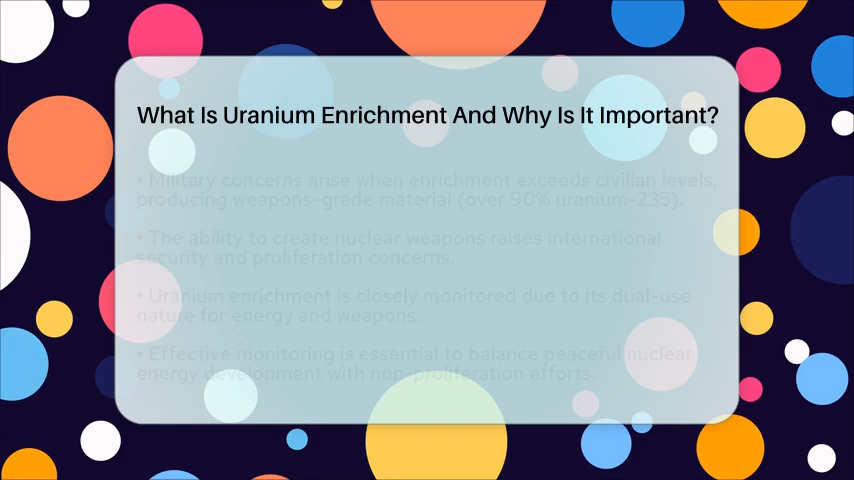 What Is Uranium Enrichment And Why Is It Important?
• Military concerns arise when enrichment exceeds civilian levels,
producing weapons-grade material (over 90% uranium-235).
• The ability to create nuclear weapons raises international
security and proliferation concerns.
• Uranium enrichment is closely monitored due to its dual-use
nature for energy and weapons.
• Effective monitoring is essential to balance peaceful nuclear
energy development with non-proliferation efforts.